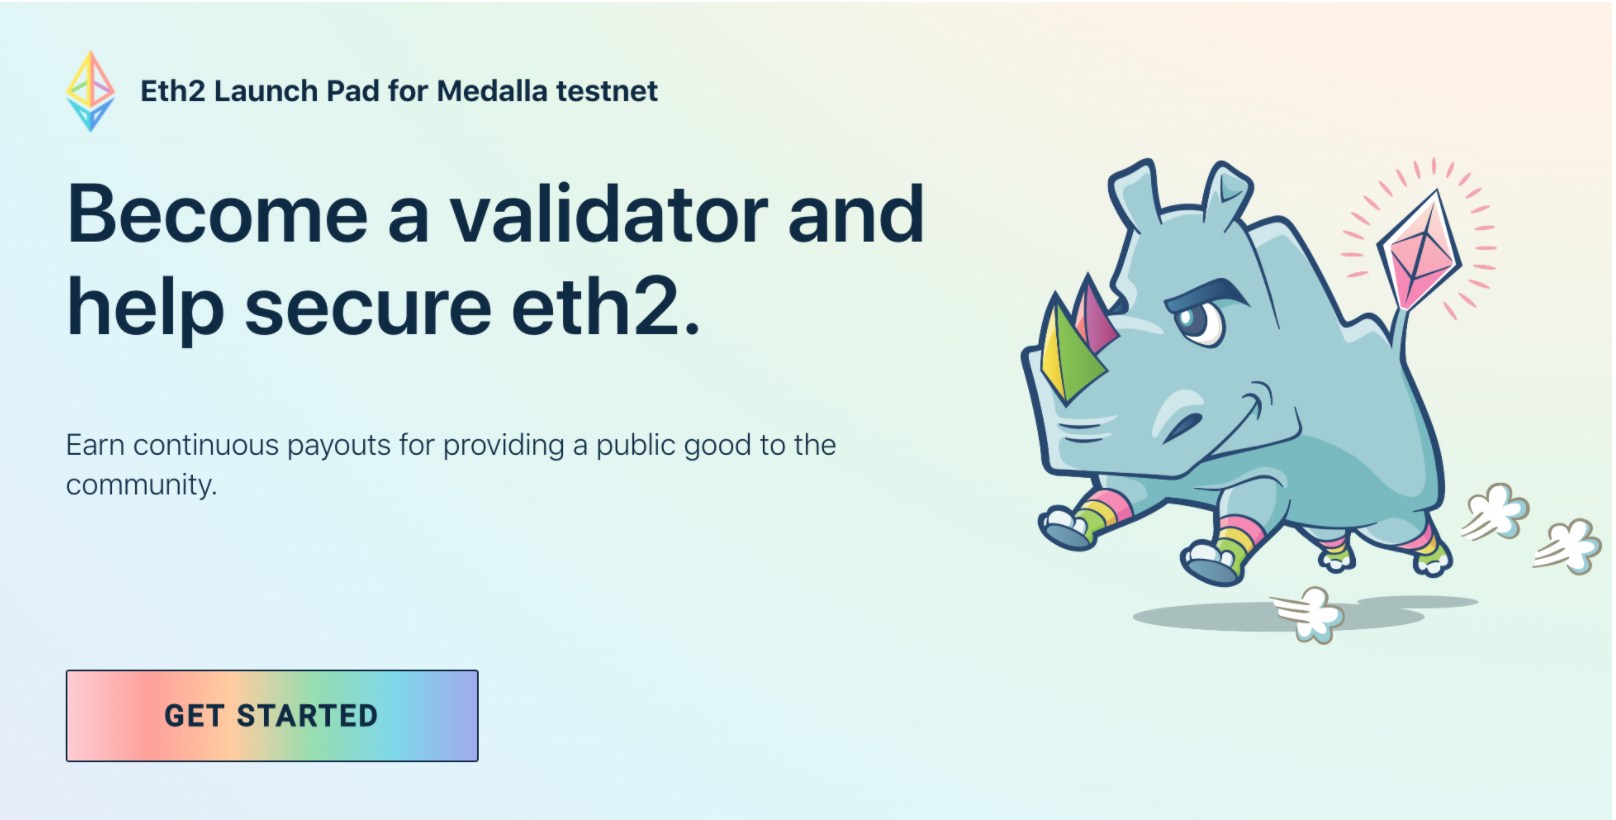 Eth2 Launch Pad for Medalla testnet
Become a validator and
help secure eth2.
Earn continuous payouts for providing a public good to the
community.
GET STARTED